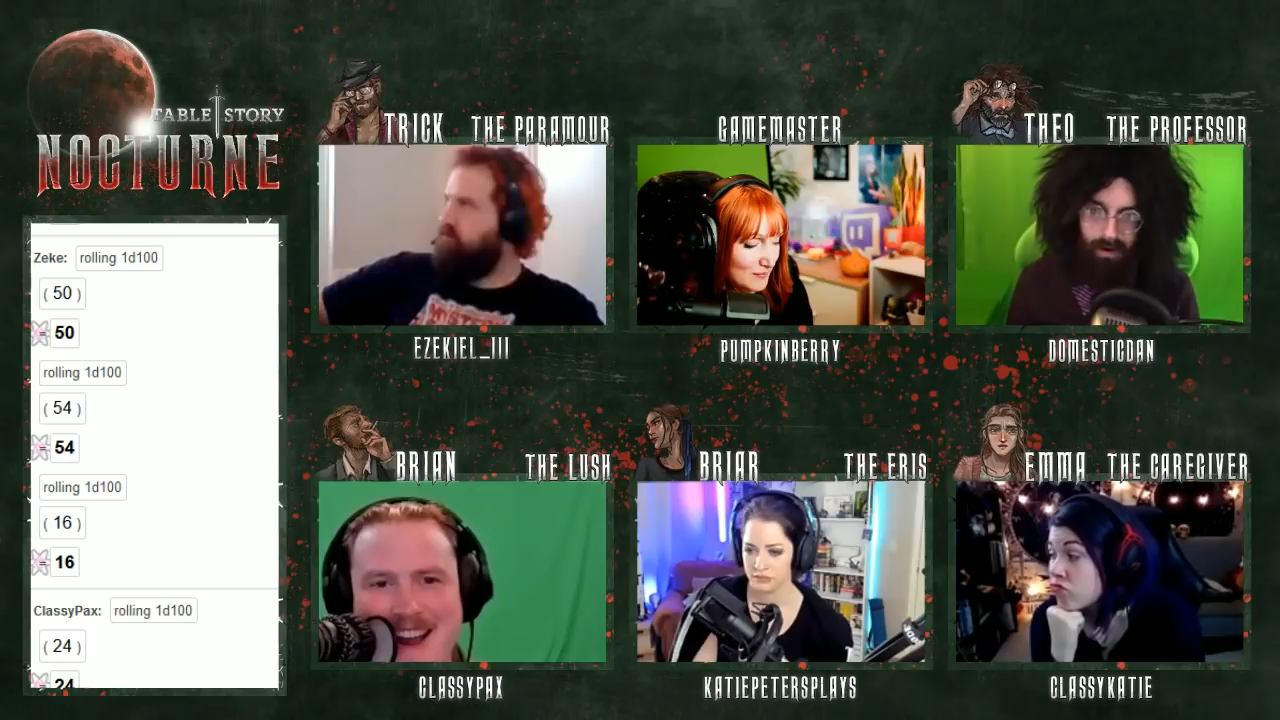 TABLE STORY
NOCTURNE
Zeke: rolling 1d100
( 50 )
= 50
rolling 1d100
( 54 )
= 54
rolling 1d100
( 16 )
= 16
ClassyPax: rolling 1d100
( 24 )
= 24
TRICK THE PARAMOUR
EZEKIEL_III
GAMEMASTER
PUMPKINBERRY
THEO THE PROFESSOR
DOMESTICDAN
BRIAN THE LUSH
CLASSYPAX
BRIAR THE ERIS
KATIEPETERSPLAYS
EMMA THE CAREGIVER
CLASSYKATIE